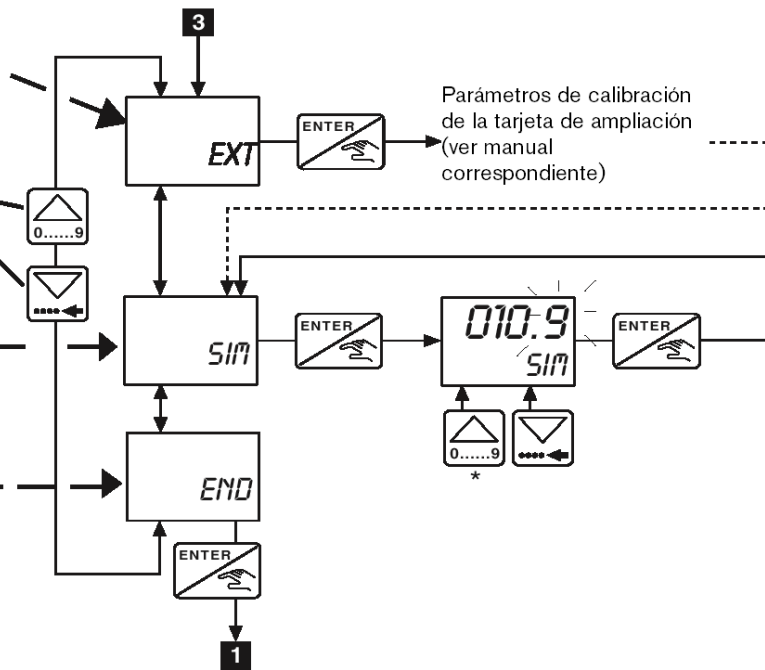 3
EXT
ENTER
Parámetros de calibración
de la tarjeta de ampliación
(ver manual
correspondiente)
0......9
SIM
ENTER
010.9
SIM
ENTER
0......9
*
END
ENTER
1